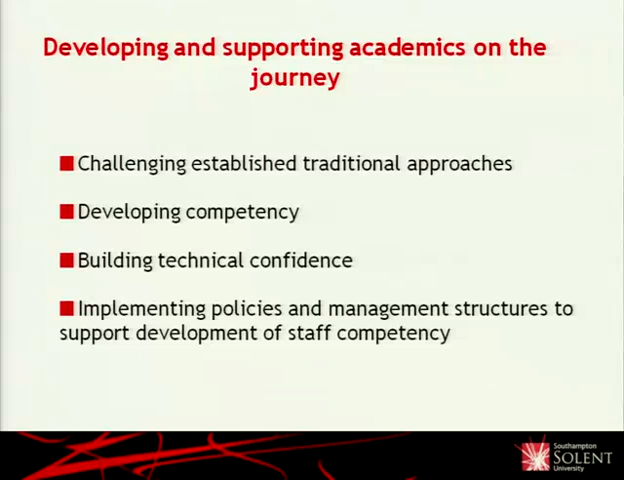 Developing and supporting academics on the
journey
Challenging established traditional approaches
Developing competency
Building technical confidence
Implementing policies and management structures to
support development of staff competency
Southampton
SOLENT
University